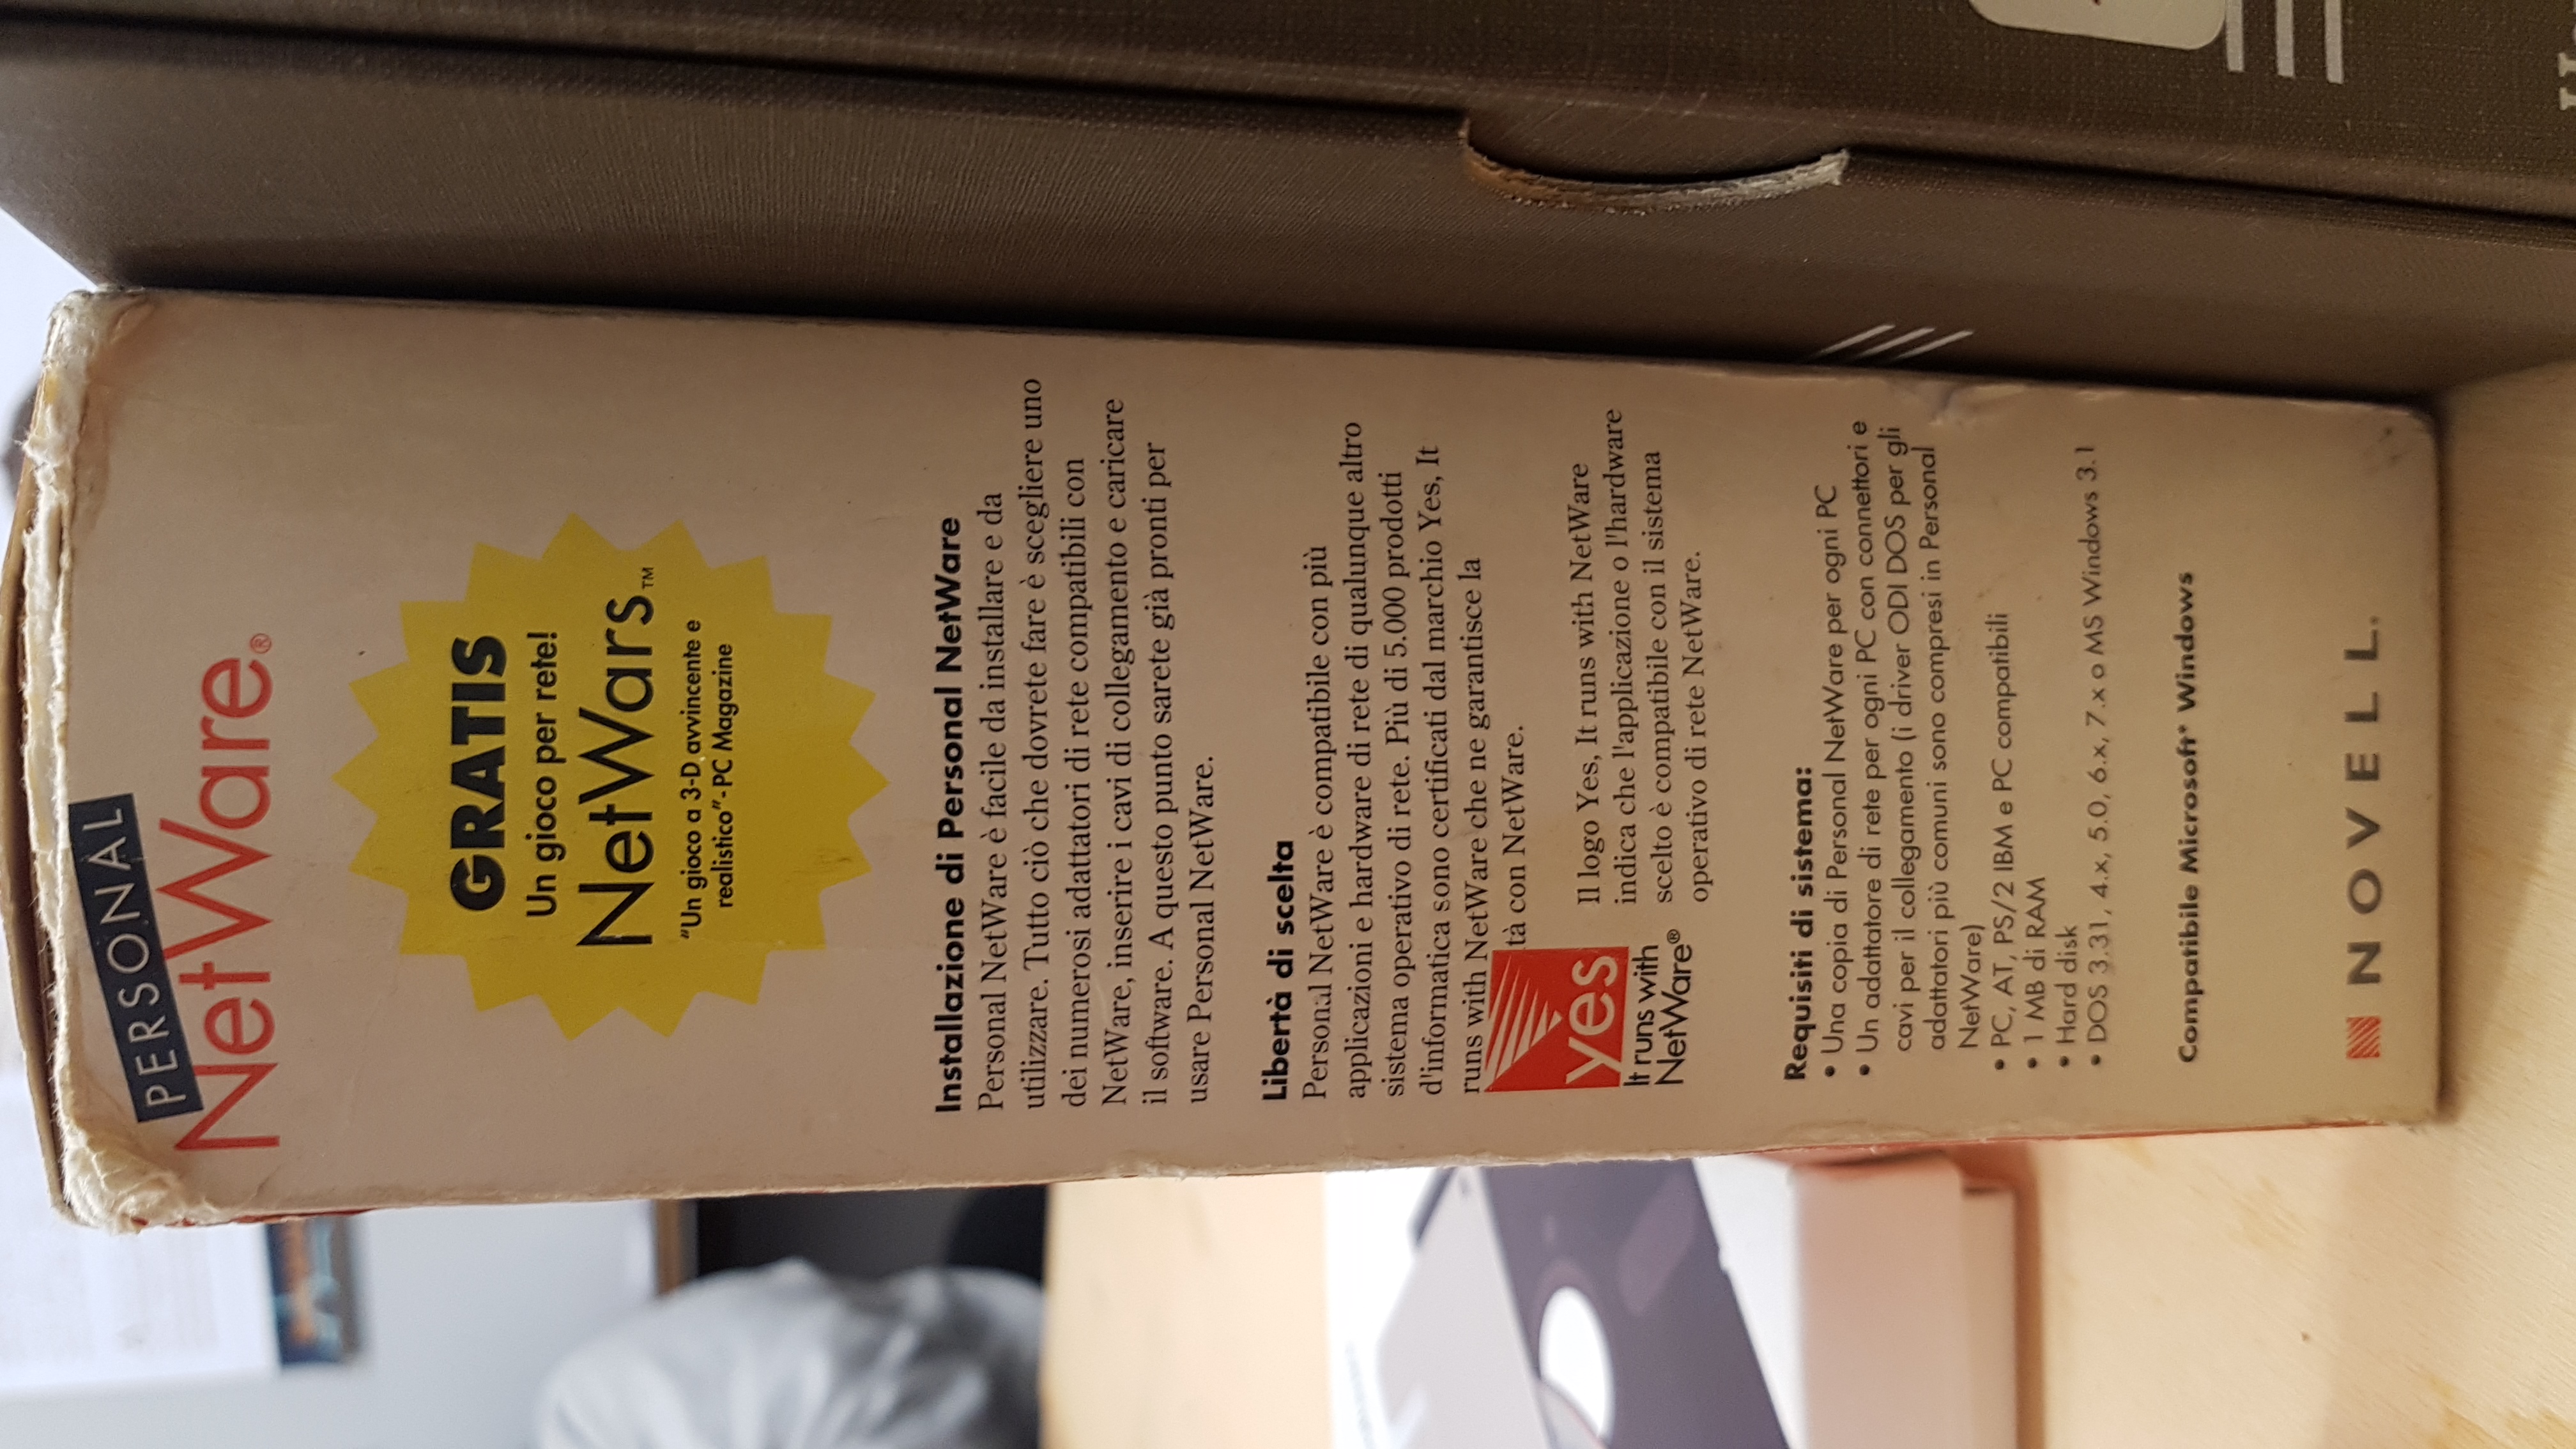 PERSONAL
NetWare®
GRATIS
Un gioco per rete!
NetWars™
"Un gioco a 3-D avvincente e
realistico"-PC Magazine
Installazione di Personal NetWare
Personal NetWare è facile da installare e da
utilizzare. Tutto ciò che dovrete fare è scegliere uno
dei numerosi adattatori di rete compatibili con
NetWare, inserire i cavi di collegamento e caricare
il software. A questo punto sarete già pronti per
usare Personal NetWare.
Libertà di scelta
Personal NetWare è compatibile con più
applicazioni e hardware di rete di qualunque altro
sistema operativo di rete. Più di 5.000 prodotti
d'informatica sono certificati dal marchio Yes, It
runs with NetWare che ne garantisce la
tà con NetWare.
yes
It runs with
NetWare®
Il logo Yes, It runs with NetWare
indica che l'applicazione o l'hardware
scelto è compatibile con il sistema
operativo di rete NetWare.
Requisiti di sistema:
• Una copia di Personal NetWare per ogni PC
• Un adattatore di rete per ogni PC con connettori e
cavi per il collegamento (i driver ODI DOS per gli
adattatori più comuni sono compresi in Personal
NetWare)
• PC, AT, PS/2 IBM e PC compatibili
• 1 MB di RAM
• Hard disk
• DOS 3.31, 4.x, 5.0, 6.x, 7.x o MS Windows 3.1
Compatibile Microsoft® Windows
NOVELL®